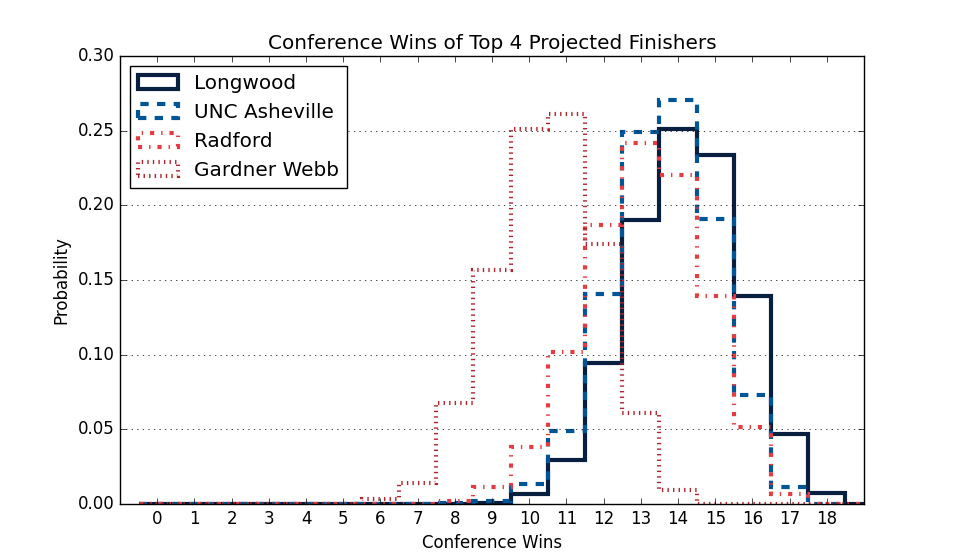 Conference Wins of Top 4 Projected Finishers
Longwood
UNC Asheville
Radford
Gardner Webb
0.30
0.25
0.20
0.15
0.10
0.05
0.00
Probability
0 1 2 3 4 5 6 7 8 9 10 11 12 13 14 15 16 17 18
Conference Wins